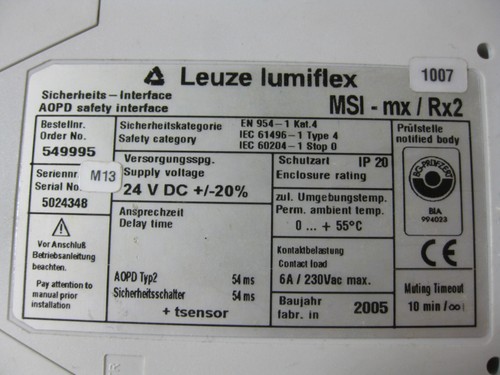 Leuze lumiflex
1007
Sicherheits - Interface
AOPD safety interface
MSI - mx / Rx2
Bestellnr.
Order No.
549995
Sicherheitskategorie
Safety category
EN 954-1 Kat.4
IEC 61496-1 Type 4
IEC 60204-1 Stop 0
Prüfstelle
notified body
Seriennr
Serial No.
M13
5024348
Versorgungsspg.
Supply voltage
24 V DC +/-20%
Schutzart IP 20
Enclosure rating
zul. Umgebungstemp.
Perm. ambient temp.
0 ... + 55°C
BG-PRÜFZERT
BIA
994023
Vor Anschluß
Betriebsanleitung
beachten.
Pay attention to
manual prior
installation
Ansprechzeit
Delay time
AOPD Typ2 54 ms
Sicherheitsschalter 54 ms
+ tsensor
Kontaktbelastung
Contact load
6A / 230Vac max.
Baujahr
fabr. in
2005
CE
Muting Timeout
10 min /∞